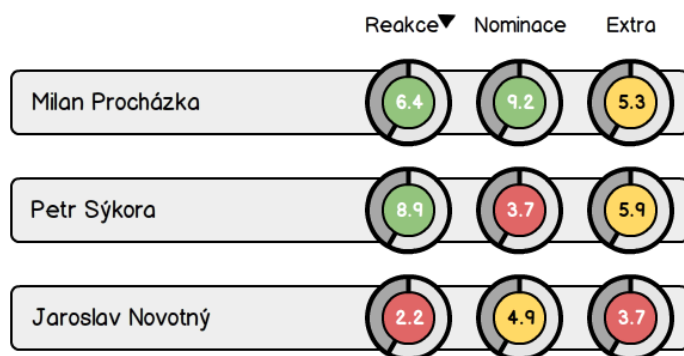 Reakce Nominace Extra
Milan Procházka 6.4 9.2 5.3
Petr Sýkora 8.9 3.7 5.9
Jaroslav Novotný 2.2 4.9 3.7